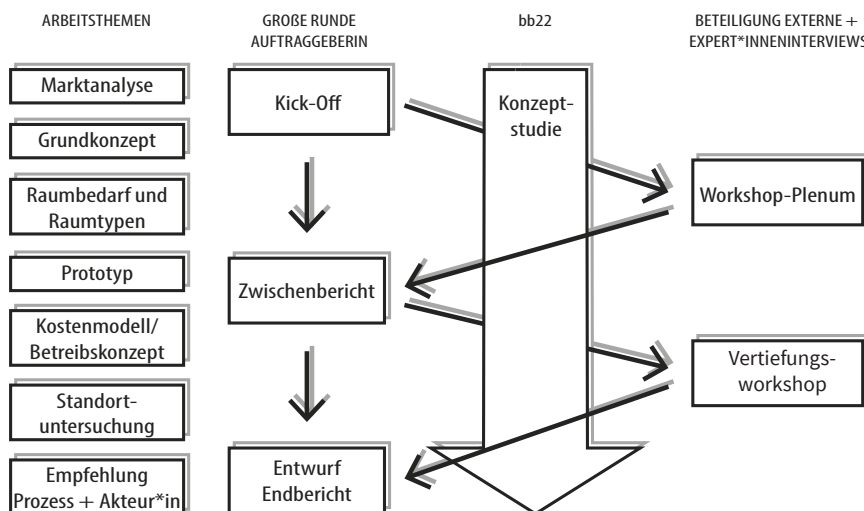 ARBEITSTHEMEN
Marktanalyse
Grundkonzept
Raumbedarf und
Raumtypen
Prototyp
Kostenmodell/
Betreibskonzept
Standort-
untersuchung
Empfehlung
Prozess + Akteur*in
GROßE RUNDE
AUFTRAGGEBERIN
Kick-Off
Zwischenbericht
Entwurf
Endbericht
bb22
Konzept-
studie
BETEILIGUNG EXTERNE +
EXPERT*INNENINTERVIEWS
Workshop-Plenum
Vertiefungs-
workshop